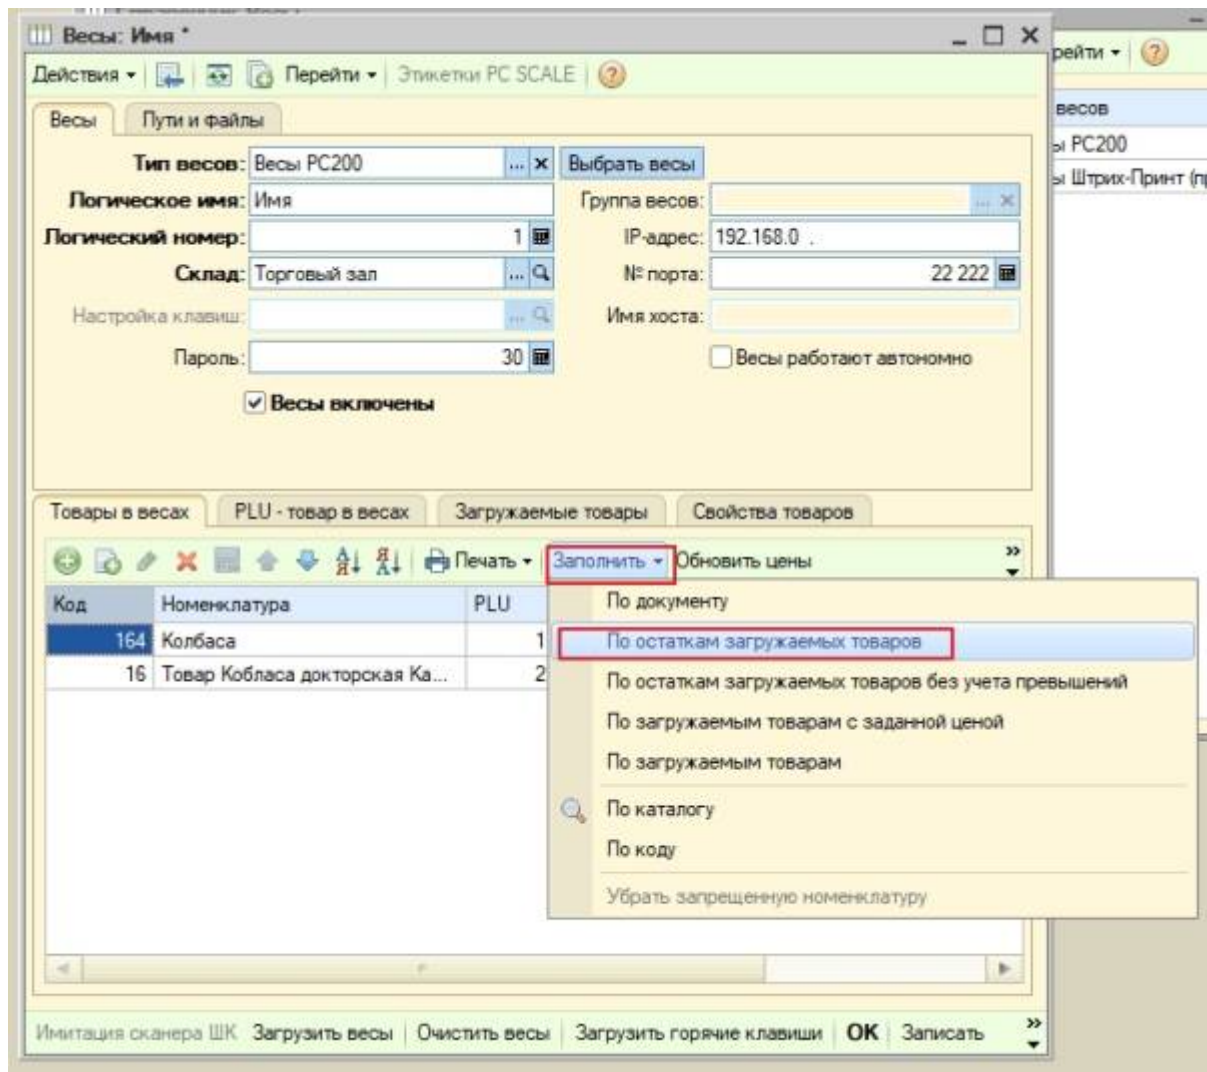 Весы: Имя *
Действия Перейти Этикетки PC SCALE
рейти
Весы Пути и файлы
Тип весов: Весы PC200 ... x Выбрать весы
Логическое имя: Имя Группа весов: ... x
Логический номер: 1 IP-адрес: 192.168.0 .
Склад: Торговый зал ... № порта: 22 222
Настройка клавиш: ... Имя хоста:
Пароль: 30 Весы работают автономно
Весы включены
весов
ы PC200
ы Штрих-Принт (п
Товары в весах PLU - товар в весах Загружаемые товары Свойства товаров
Печать Заполнить Обновить цены »
Код Номенклатура PLU
164 Колбаса 1
16 Товар Кобласа докторская Ка... 2
По документу
По остаткам загружаемых товаров
По остаткам загружаемых товаров без учета превышений
По загружаемым товарам с заданной ценой
По загружаемым товарам
По каталогу
По коду
Убрать запрещенную номенклатуру
Имитация сканера ШК Загрузить весы Очистить весы Загрузить горячие клавиши OK Записать »